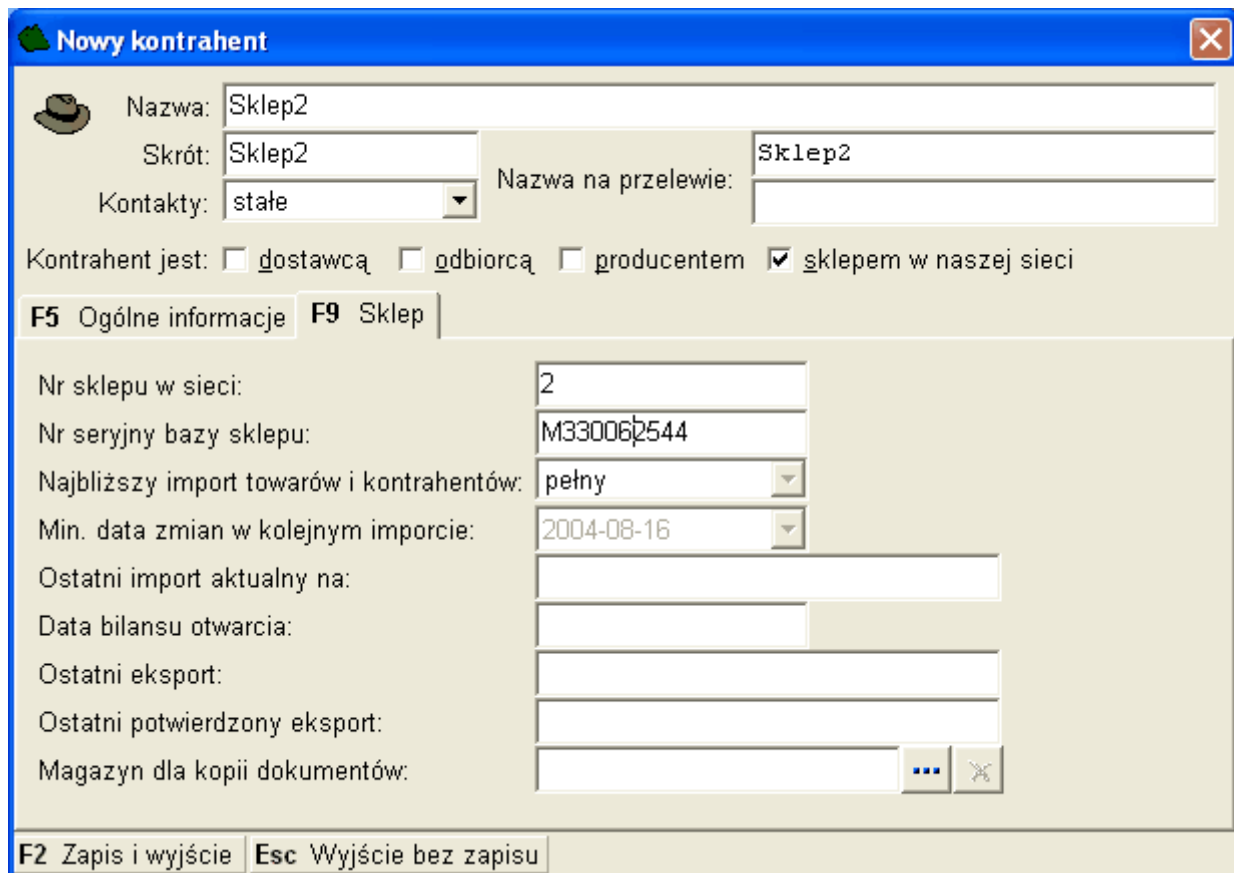 Nowy kontrahent
Nazwa: Sklep2
Skrót: Sklep2
Nazwa na przelewie: Sklep2
Kontakty: stałe
Kontrahent jest: dostawcą odbiorcą producentem sklepem w naszej sieci
F5 Ogólne informacje F9 Sklep
Nr sklepu w sieci: 2
Nr seryjny bazy sklepu: M330062544
Najbliższy import towarów i kontrahentów: pełny
Min. data zmian w kolejnym imporcie: 2004-08-16
Ostatni import aktualny na:
Data bilansu otwarcia:
Ostatni eksport:
Ostatni potwierdzony eksport:
Magazyn dla kopii dokumentów: ...
F2 Zapis i wyjście Esc Wyjście bez zapisu